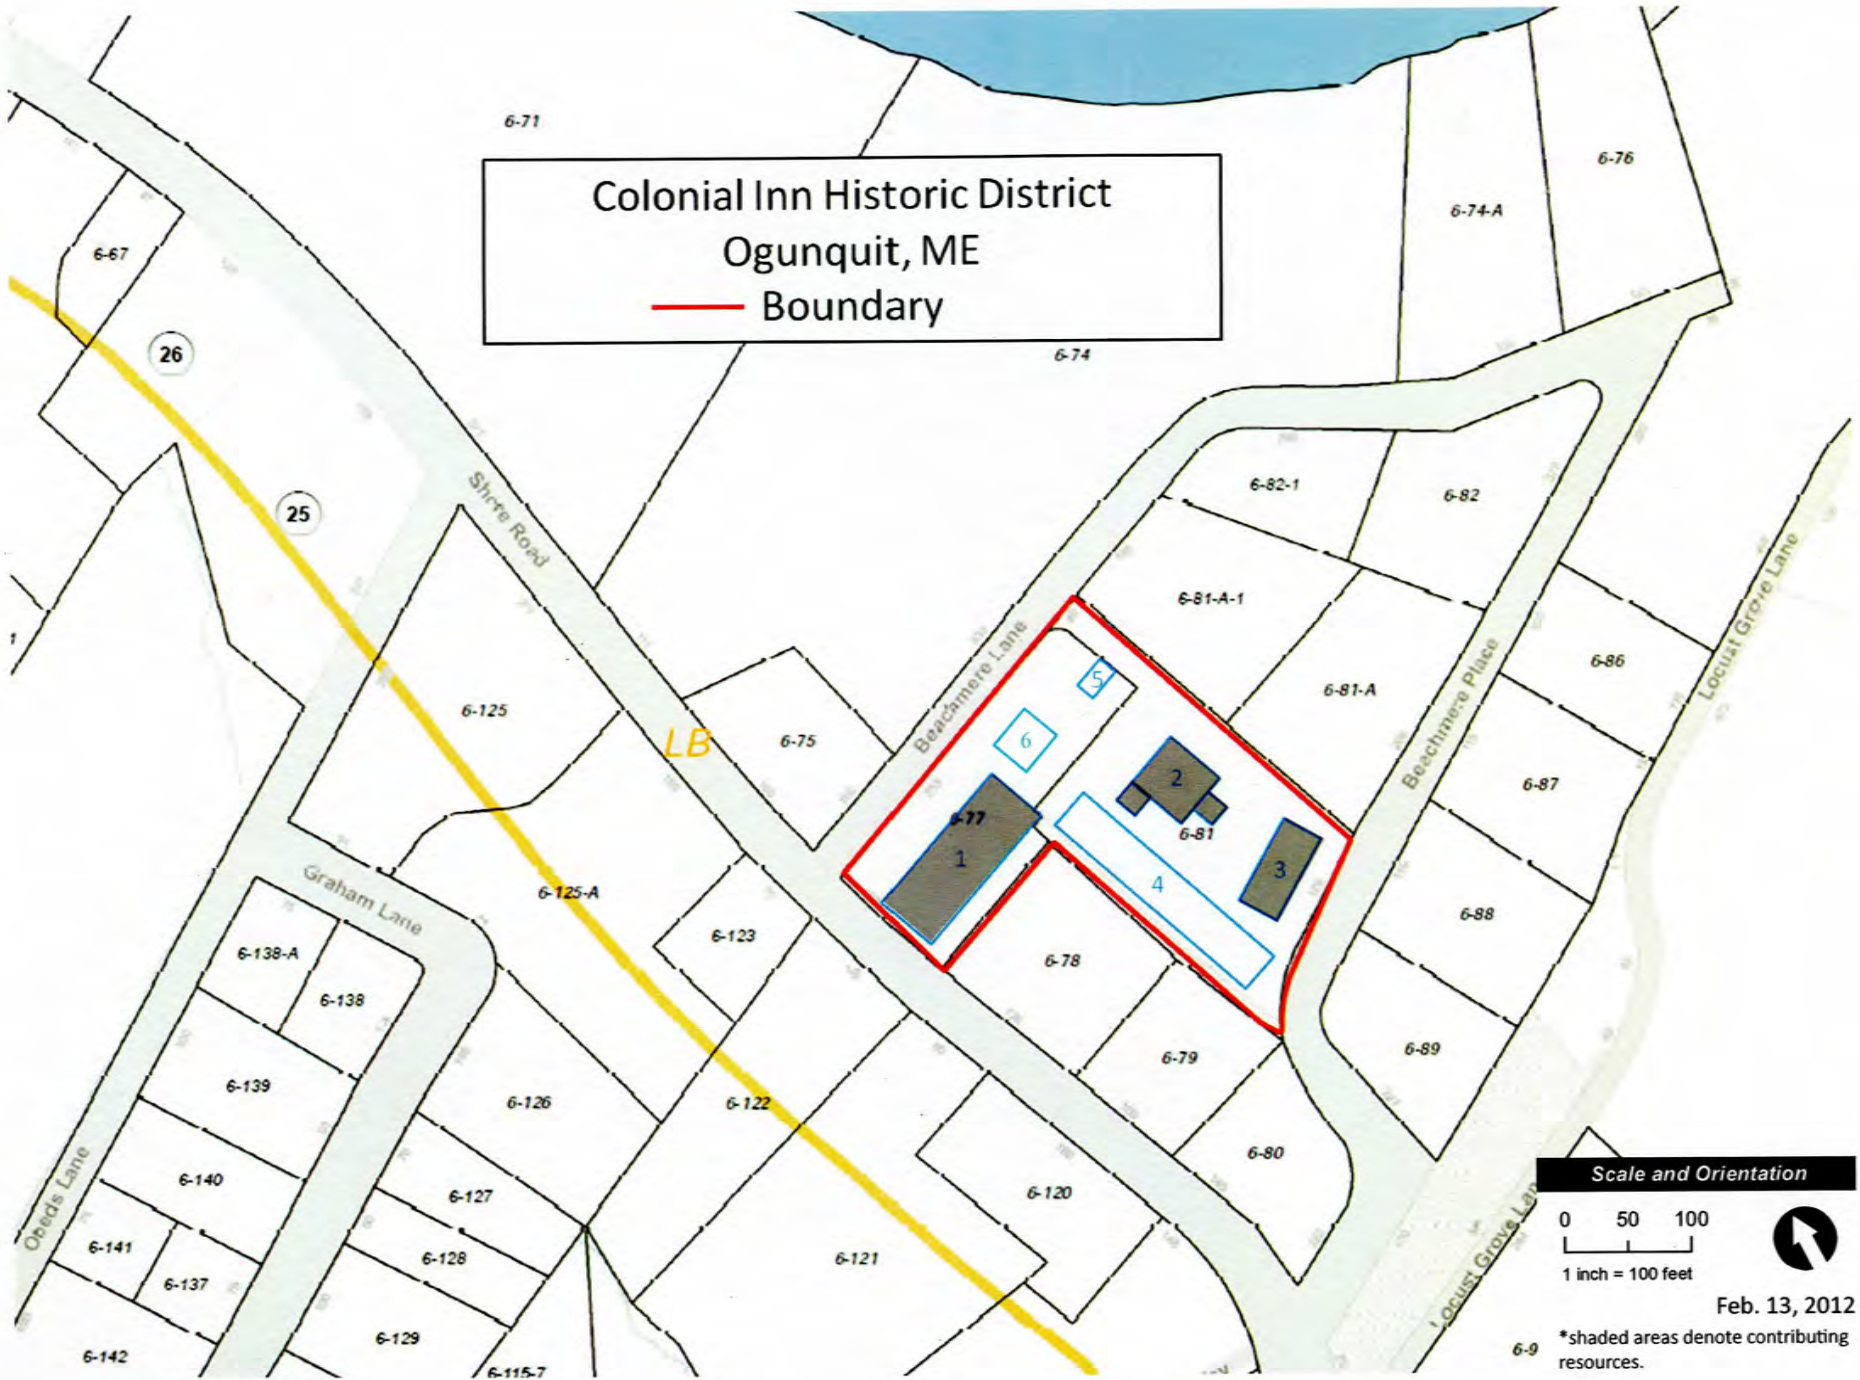 6-71
6-76
Colonial Inn Historic District
Ogunquit, ME
Boundary
6-74-A
6-67
26
6-74
Shore Road
6-82-1
6-82
25
Locust Grove Lane
6-81-A-1
Beacamere Lane
6-86
5
6-81-A
Beachmere Place
6-125
LB
6-75
6
2
6-87
6-77
6-81
1
3
4
Graham Lane
6-125-A
6-88
6-123
6-138-A
6-78
6-138
6-89
6-79
6-139
6-126
6-122
6-80
Obeds Lane
6-140
6-127
6-120
Scale and Orientation
0 50 100
1 inch = 100 feet
6-141
6-128
6-121
6-137
Locust Grove Lan
Feb. 13, 2012
*shaded areas denote contributing
resources.
6-129
6-142
6-115-7
6-9